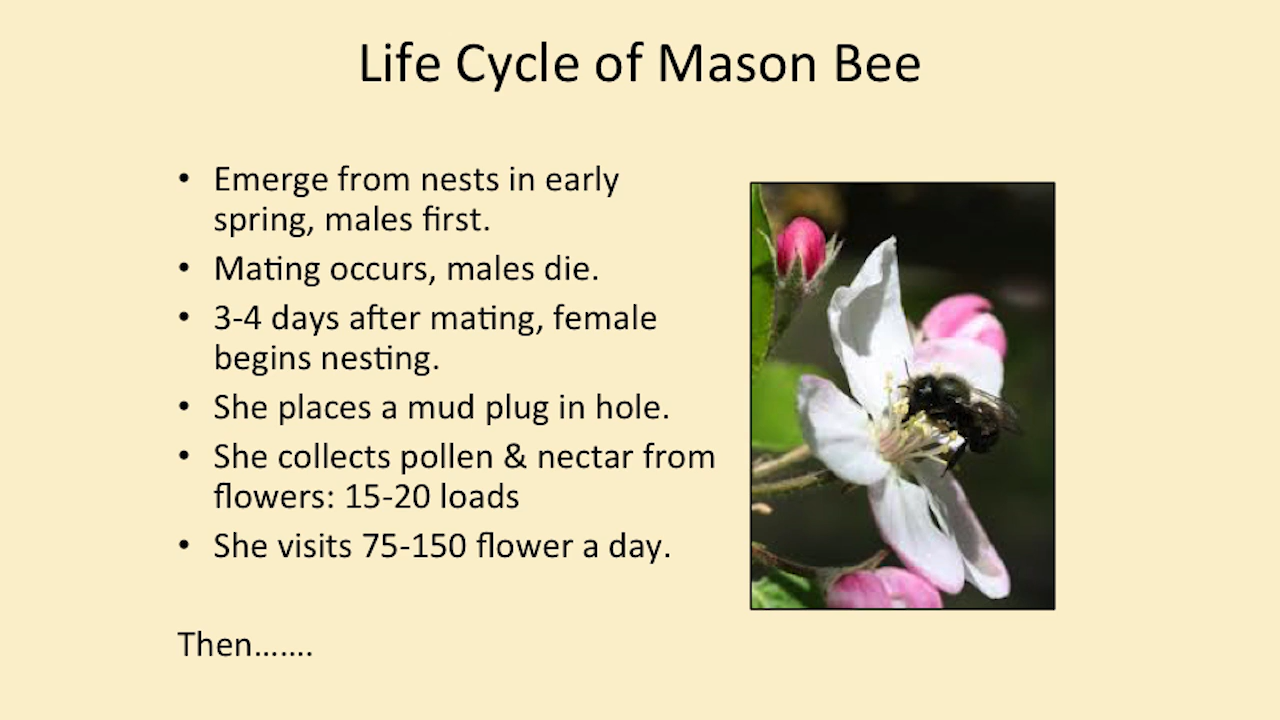 Life Cycle of Mason Bee
• Emerge from nests in early
spring, males first.
• Mating occurs, males die.
• 3-4 days after mating, female
begins nesting.
• She places a mud plug in hole.
• She collects pollen & nectar from
flowers: 15-20 loads
• She visits 75-150 flower a day.
Then.......